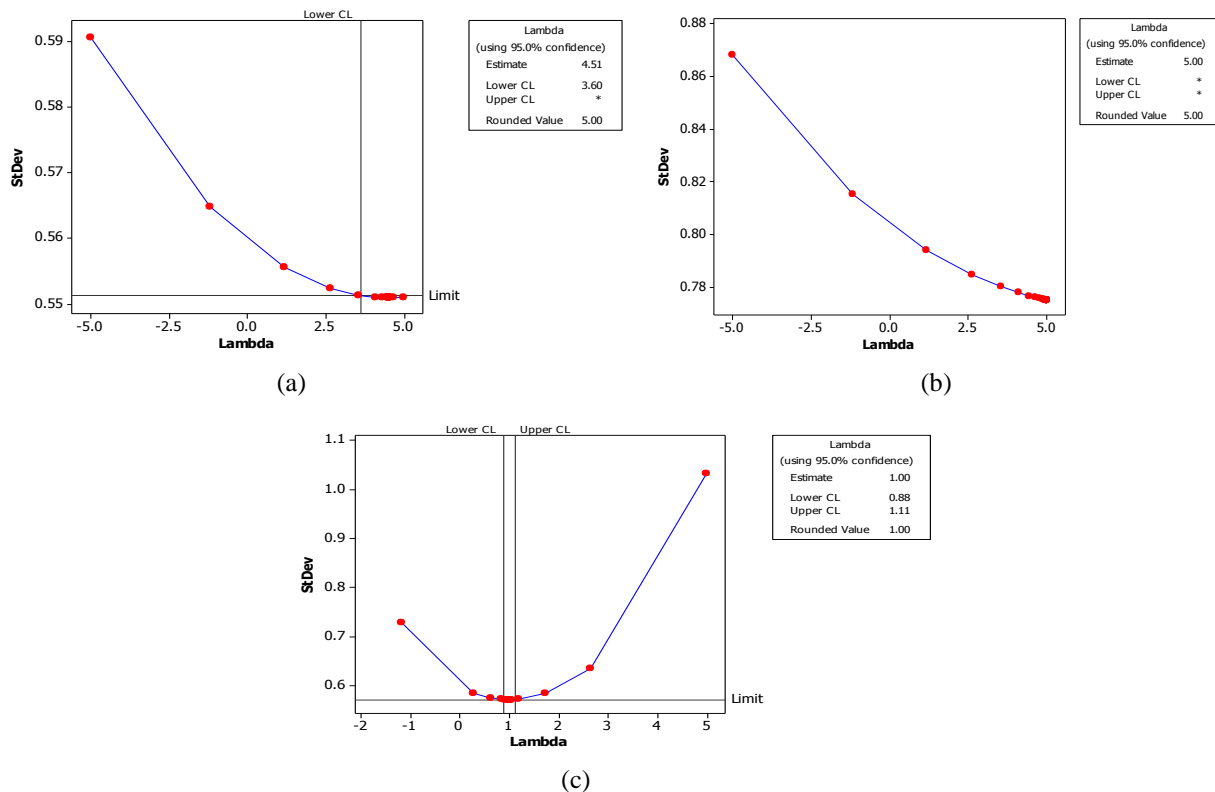 Lower CL
0.59
0.58
0.57
0.56
0.55
StDev
-5.0 -2.5 0.0 2.5 5.0
Lambda
Limit
Lambda
(using 95.0% confidence)
Estimate 4.51
Lower CL 3.60
Upper CL *
Rounded Value 5.00
(a)
0.88
0.86
0.84
0.82
0.80
0.78
StDev
-5.0 -2.5 0.0 2.5 5.0
Lambda
Lambda
(using 95.0% confidence)
Estimate 5.00
Lower CL *
Upper CL *
Rounded Value 5.00
(b)
Lower CL Upper CL
1.1
1.0
0.9
0.8
0.7
0.6
StDev
-2 -1 0 1 2 3 4 5
Lambda
Limit
Lambda
(using 95.0% confidence)
Estimate 1.00
Lower CL 0.88
Upper CL 1.11
Rounded Value 1.00
(c)